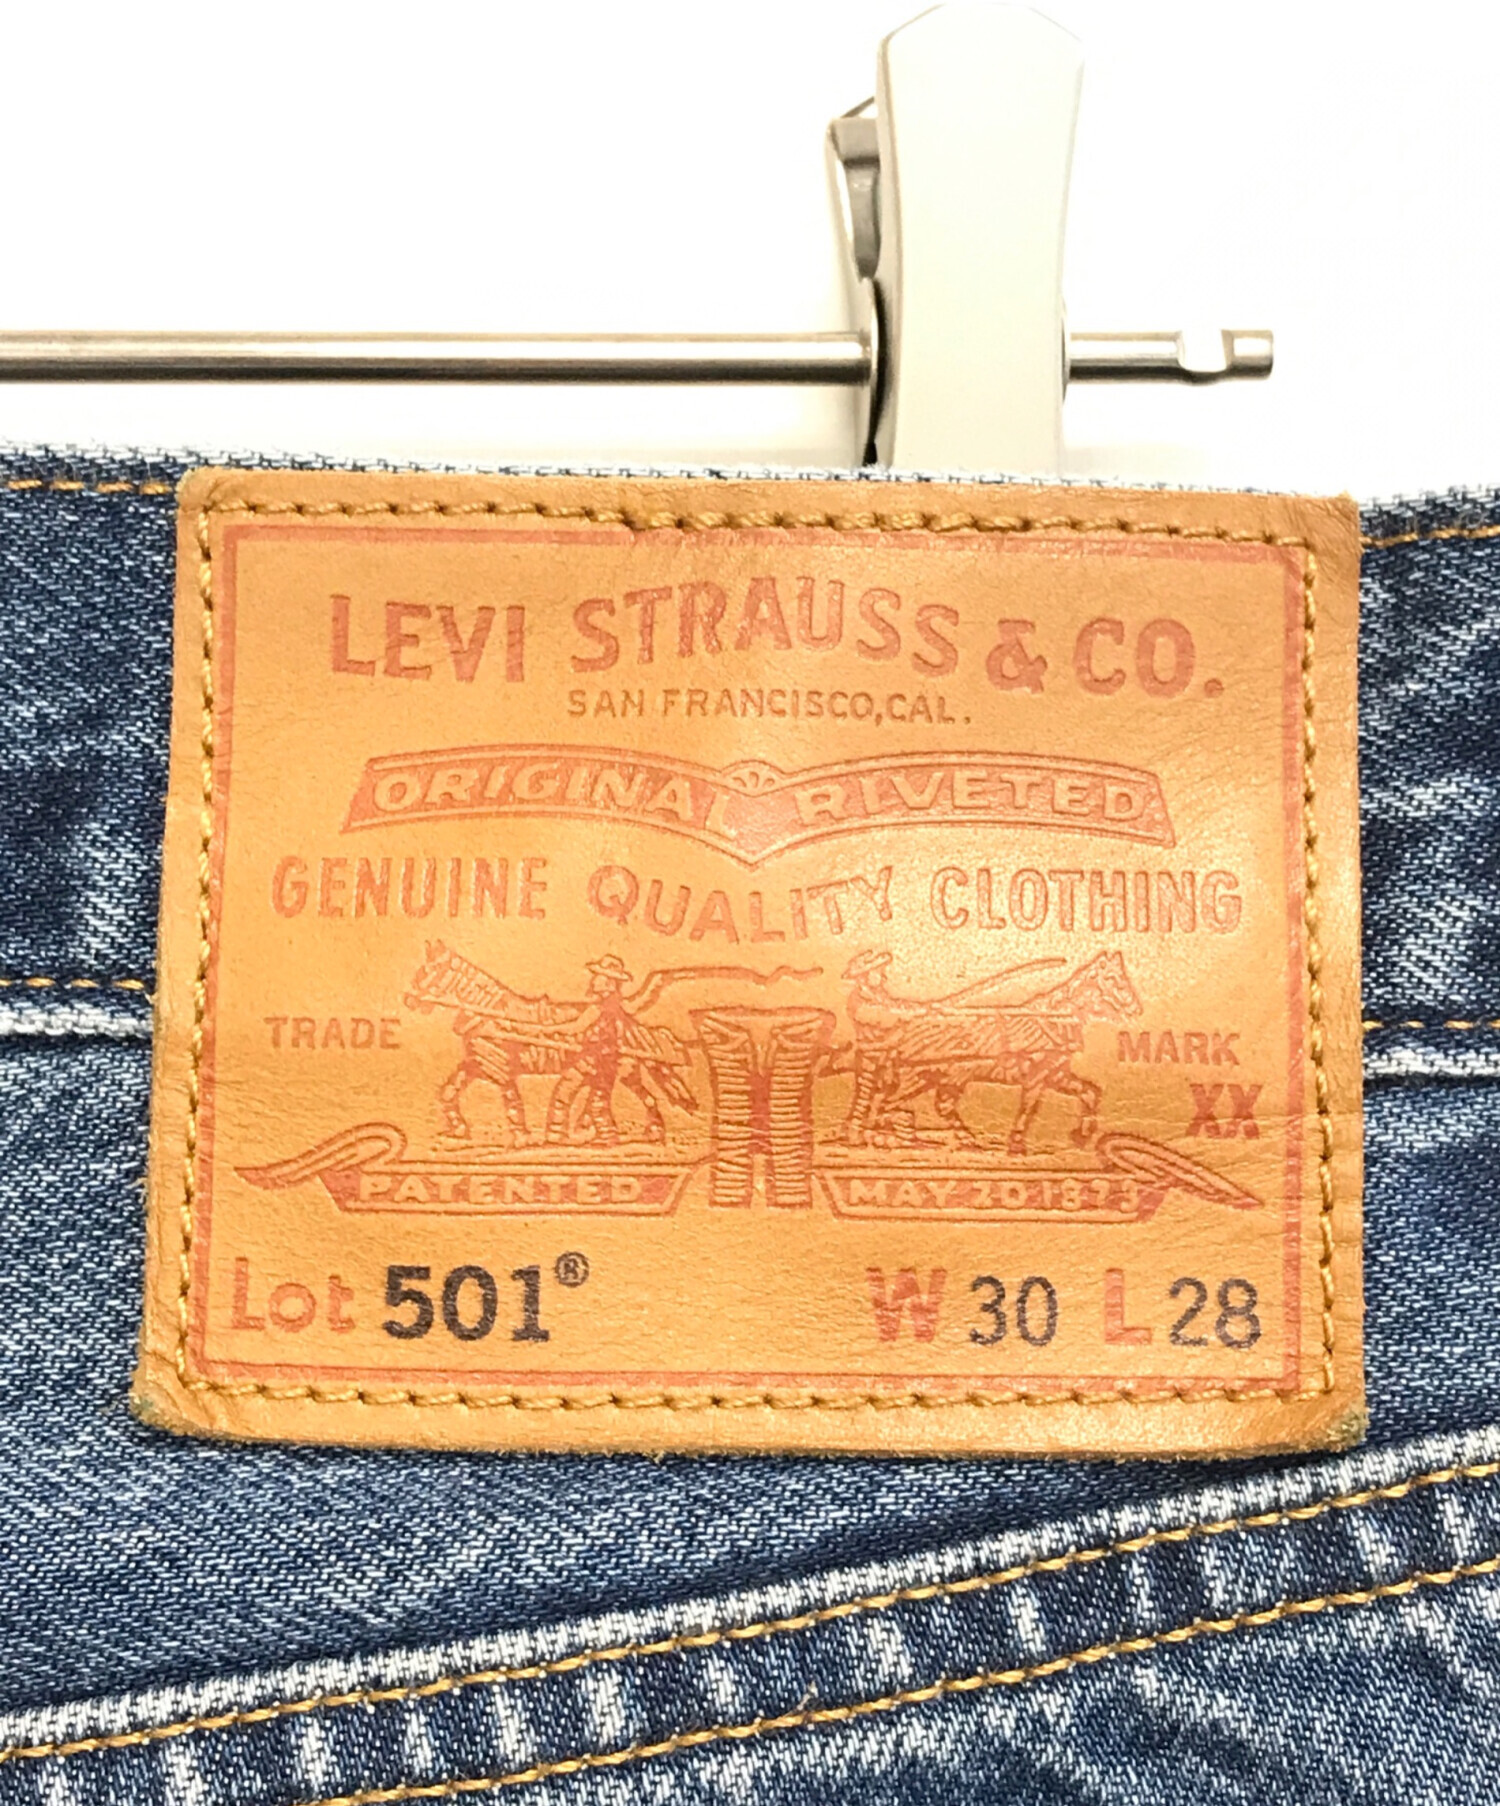 LEVI STRAUSS & CO.
SAN FRANCISCO, CAL.
ORIGINAL RIVETED
GENUINE QUALITY CLOTHING
TRADE MARK
XX
PATENTED MAY 20 1873
Lot 501® W 30 L 28